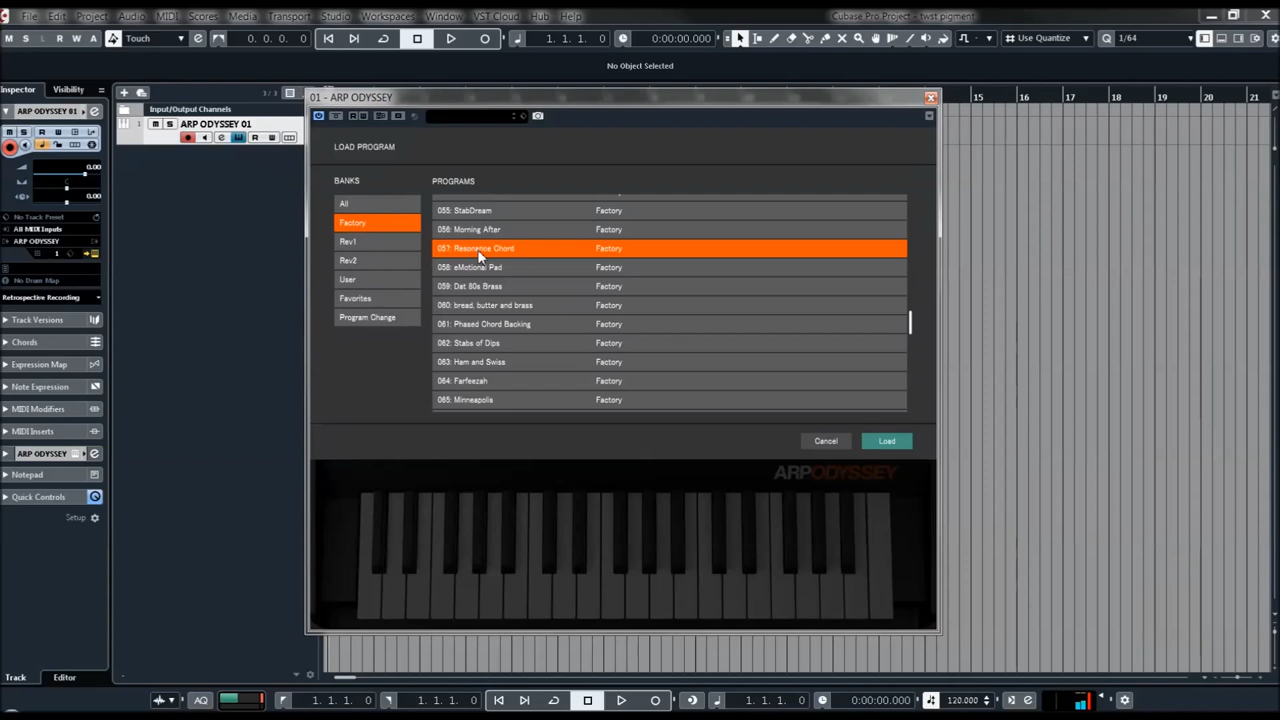 File Edit Project Audio MIDI Scores Media Transport Studio Workspaces Window VST Cloud Hub Help
Cubase Pro Project - twst pigment
M S L R W A Touch 0. 0. 0. 0 1. 1. 1. 0 0:00:00.000 Use Quantize 1/64
No Object Selected
Inspector Visibility
3 / 3
15 16 17 18 19 20 21
Input/Output Channels
ARP ODYSSEY 01
1 M S ARP ODYSSEY 01
R W
0.00
0.00
No Track Preset
All MIDI Inputs
ARP ODYSSEY
1
No Drum Map
Retrospective Recording
Track Versions
Chords
Expression Map
Note Expression
MIDI Modifiers
MIDI Inserts
ARP ODYSSEY
Notepad
Quick Controls
Setup
01 - ARP ODYSSEY
LOAD PROGRAM
BANKS
All
Factory
Rev1
Rev2
User
Favorites
Program Change
PROGRAMS
055: StabDream Factory
056: Morning After Factory
057: Resonance Chord Factory
058: eMotional Pad Factory
059: Dat 80s Brass Factory
060: bread, butter and brass Factory
061: Phased Chord Backing Factory
062: Stabs of Dips Factory
063: Ham and Swiss Factory
064: Farfeezah Factory
065: Minneapolis Factory
Cancel Load
ARPODYSSEY
Track Editor
AQ 1. 1. 1. 0 1. 1. 1. 0 1. 1. 1. 0 0:00:00.000 120.000